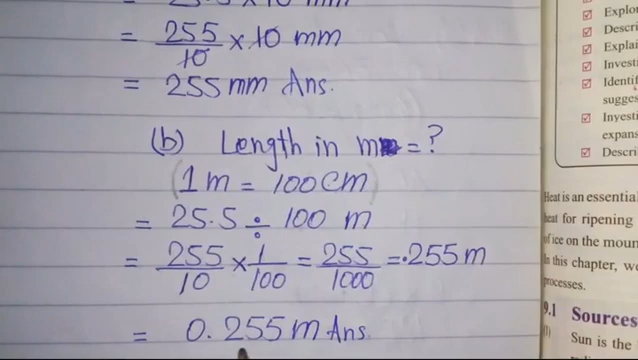 = 255/10 × 10 mm
= 255 mm Ans.
(b) Length in m = ?
(1 m = 100 cm)
= 25.5 ÷ 100 m
= 255/10 × 1/100 = 255/1000 = .255 m
= 0.255 m Ans.
☑ Explo
☑ Descri
☑ Explai
☑ Investi
☑ Identif
sugges
☑ Investi
expans
☑ Descri
Heat is an essentia
heat for ripening
of ice on the moun
In this chapter, we
processes.
9.1 Sources
(i) Sun is the